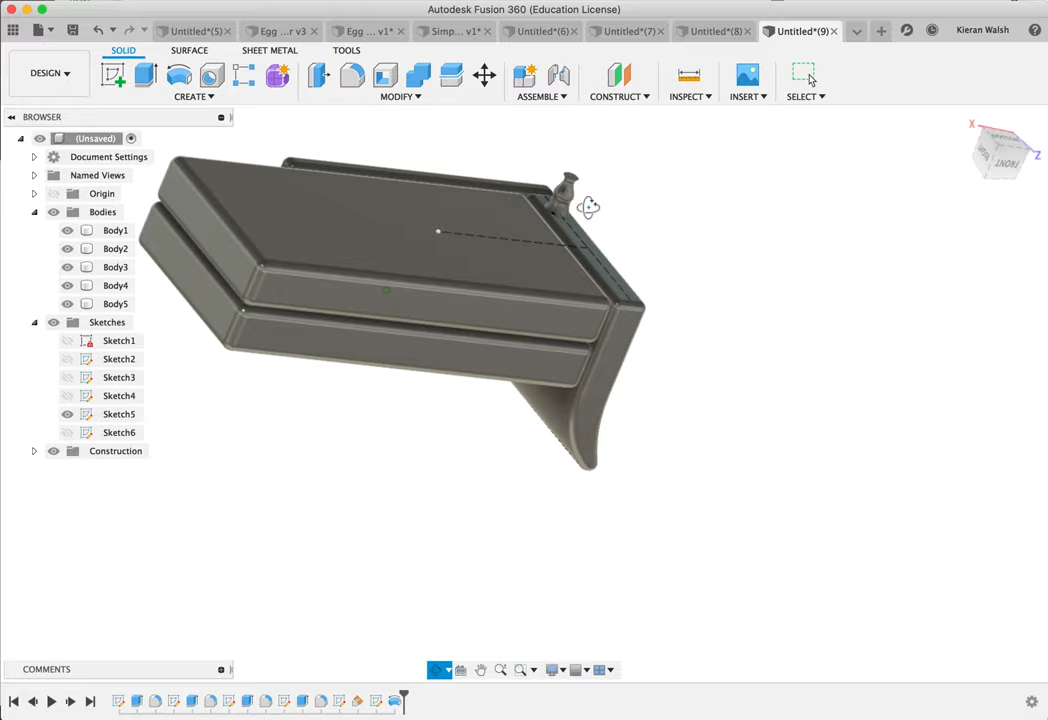 Autodesk Fusion 360 (Education License)
Untitled*(5) Egg ...r v3 Egg ... v1* Simp... v1* Untitled*(6) Untitled*(7) Untitled*(8) Untitled*(9) Kieran Walsh
SOLID SURFACE SHEET METAL TOOLS
DESIGN
CREATE MODIFY ASSEMBLE CONSTRUCT INSPECT INSERT SELECT
BROWSER
(Unsaved)
Document Settings
Named Views
Origin
Bodies
Body1
Body2
Body3
Body4
Body5
Sketches
Sketch1
Sketch2
Sketch3
Sketch4
Sketch5
Sketch6
Construction
X
Z
FRONT
COMMENTS